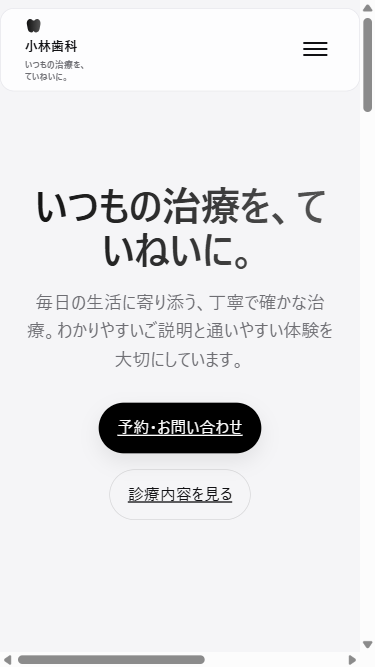 小林歯科
いつもの治療を、
ていねいに。
いつもの治療を、て
いねいに。
毎日の生活に寄り添う、丁寧で確かな治
療。わかりやすいご説明と通いやすい体験を
大切にしています。
予約・お問い合わせ
診療内容を見る